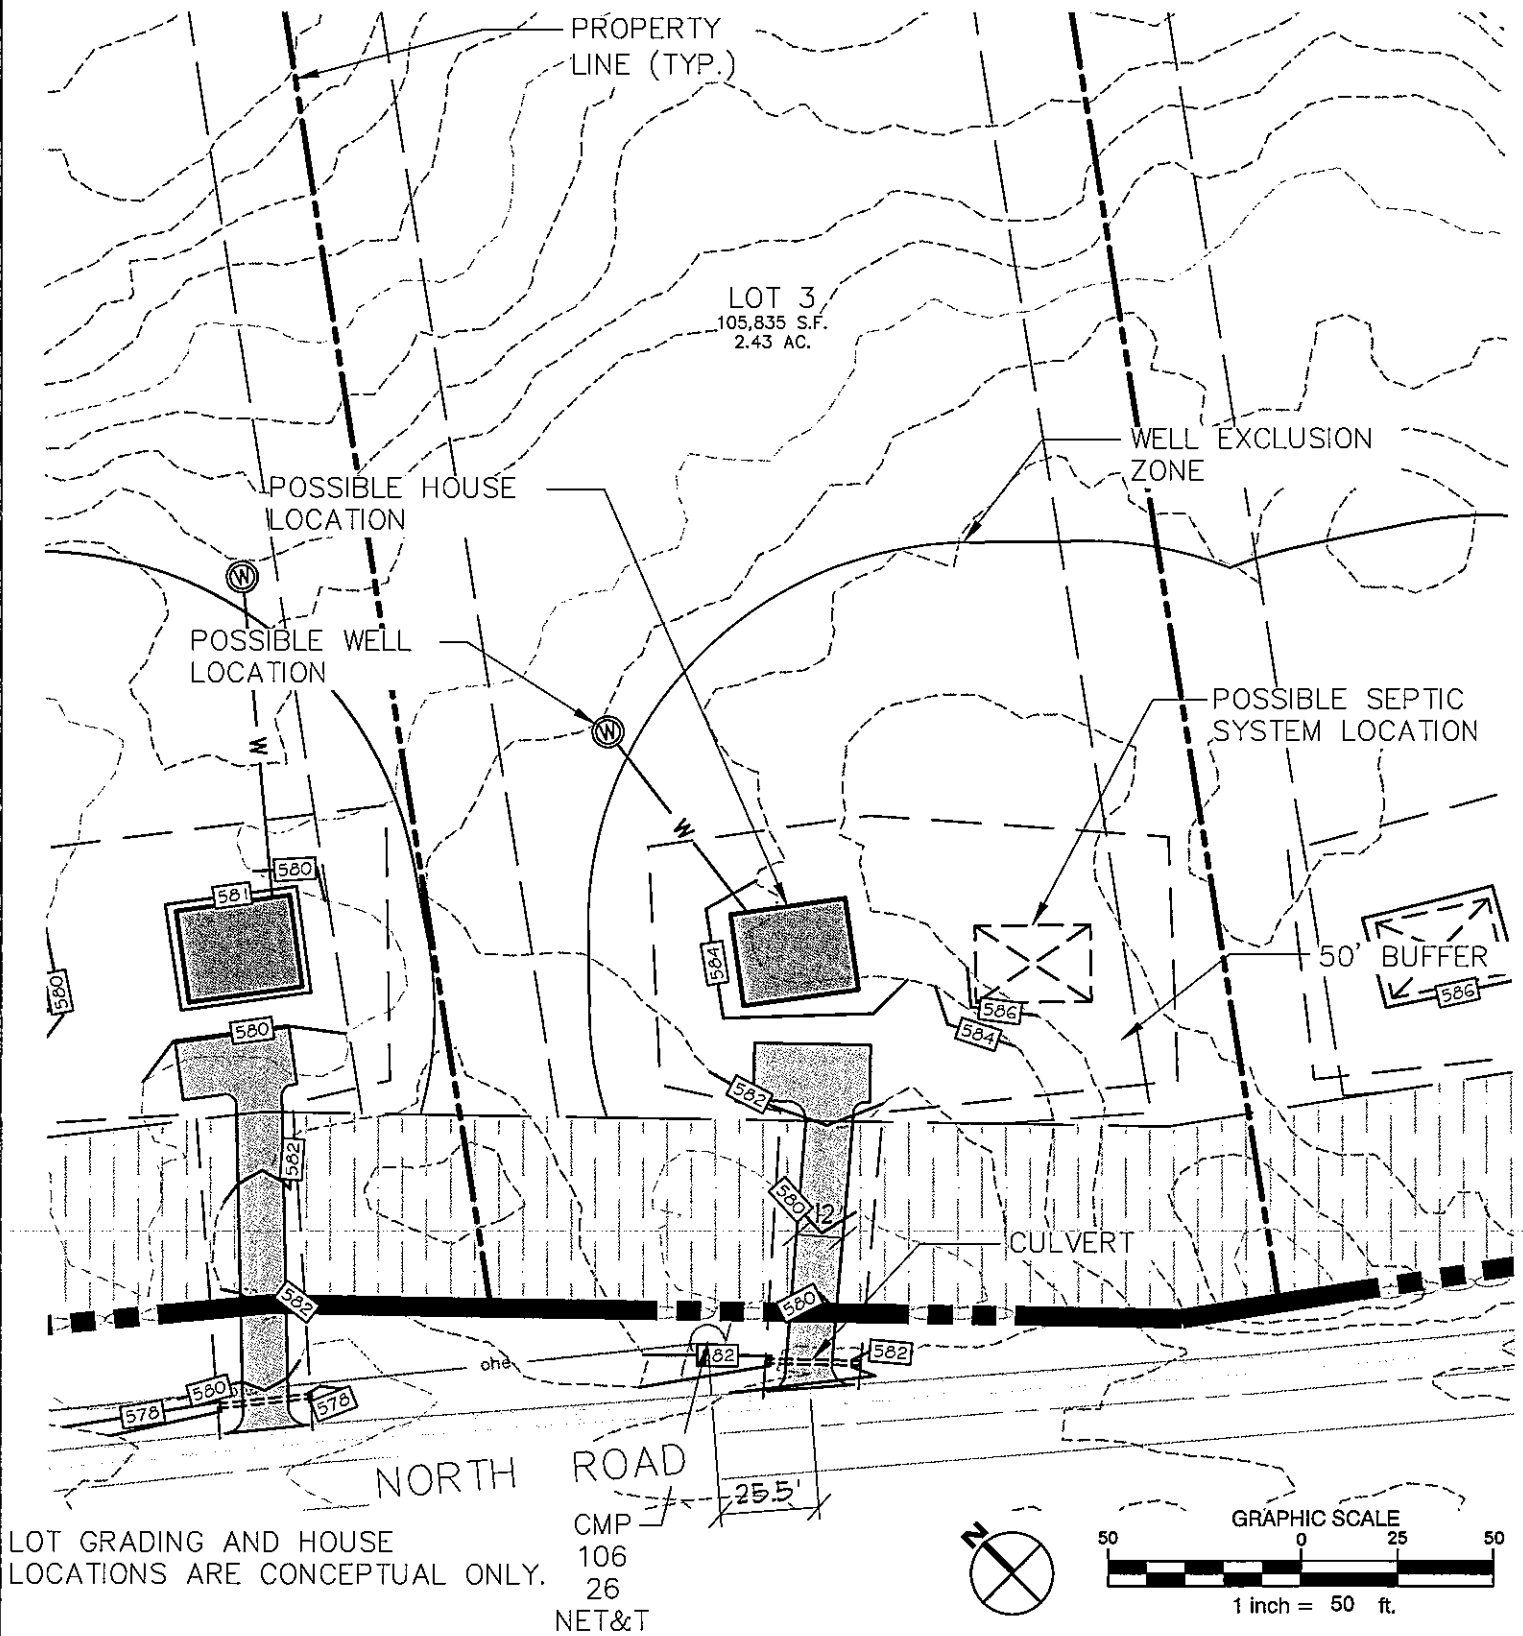 PROPERTY
LINE (TYP.)
LOT 3
105,835 S.F.
2.43 AC.
WELL EXCLUSION
ZONE
POSSIBLE HOUSE
LOCATION
W
POSSIBLE WELL
LOCATION
W
W
W
POSSIBLE SEPTIC
SYSTEM LOCATION
580
581
584
580
586
584
50' BUFFER
586
580
582
582
580
12'
CULVERT
582
580
ohe
582
580
578
578
NORTH ROAD
25.5'
CMP
106
26
NET&T
LOT GRADING AND HOUSE
LOCATIONS ARE CONCEPTUAL ONLY.
N
GRAPHIC SCALE
50 0 25 50
1 inch = 50 ft.